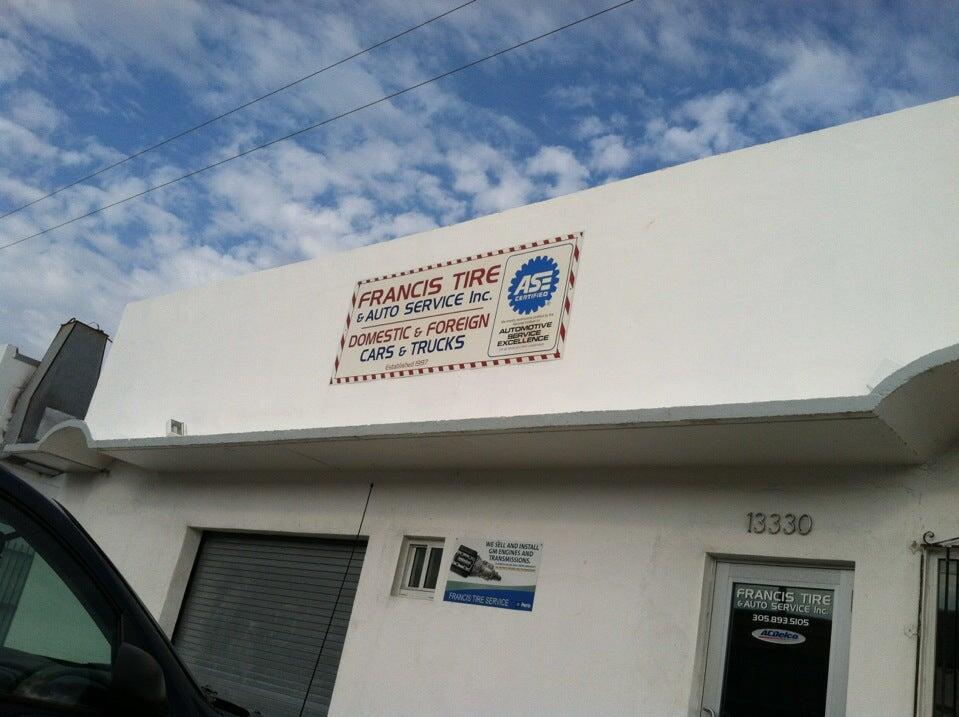 FRANCIS TIRE
& AUTO SERVICE Inc.
DOMESTIC & FOREIGN
CARS & TRUCKS
Established 1997
ASE
CERTIFIED
AUTOMOTIVE
SERVICE
EXCELLENCE
13330
WE SELL AND INSTALL
GM ENGINES AND
TRANSMISSIONS.
FRANCIS TIRE SERVICE
Parts
FRANCIS TIRE
& AUTO SERVICE Inc.
305.893.5105
ACDelco